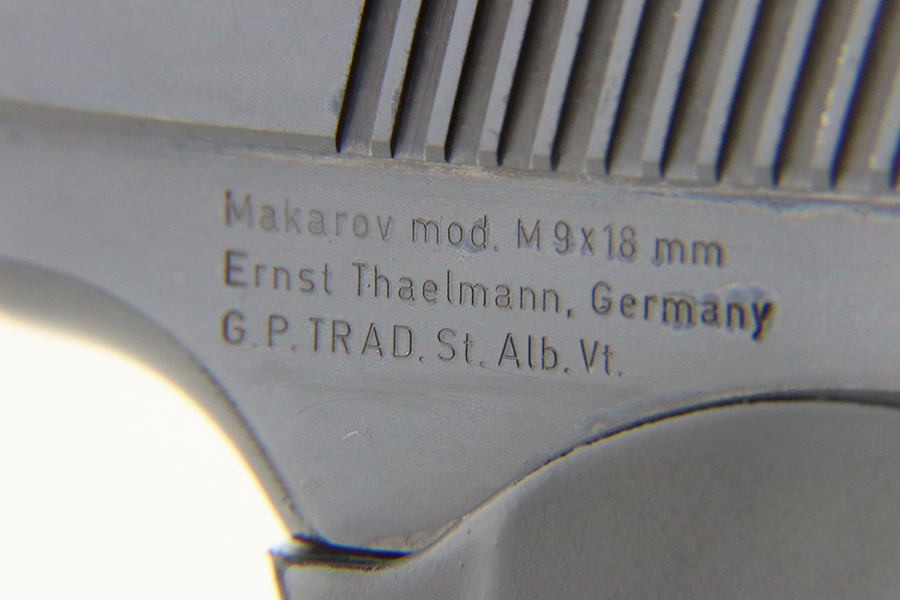 Makarov mod. M 9x18 mm
Ernst Thaelmann, Germany
G.P.TRAD. St. Alb. Vt.